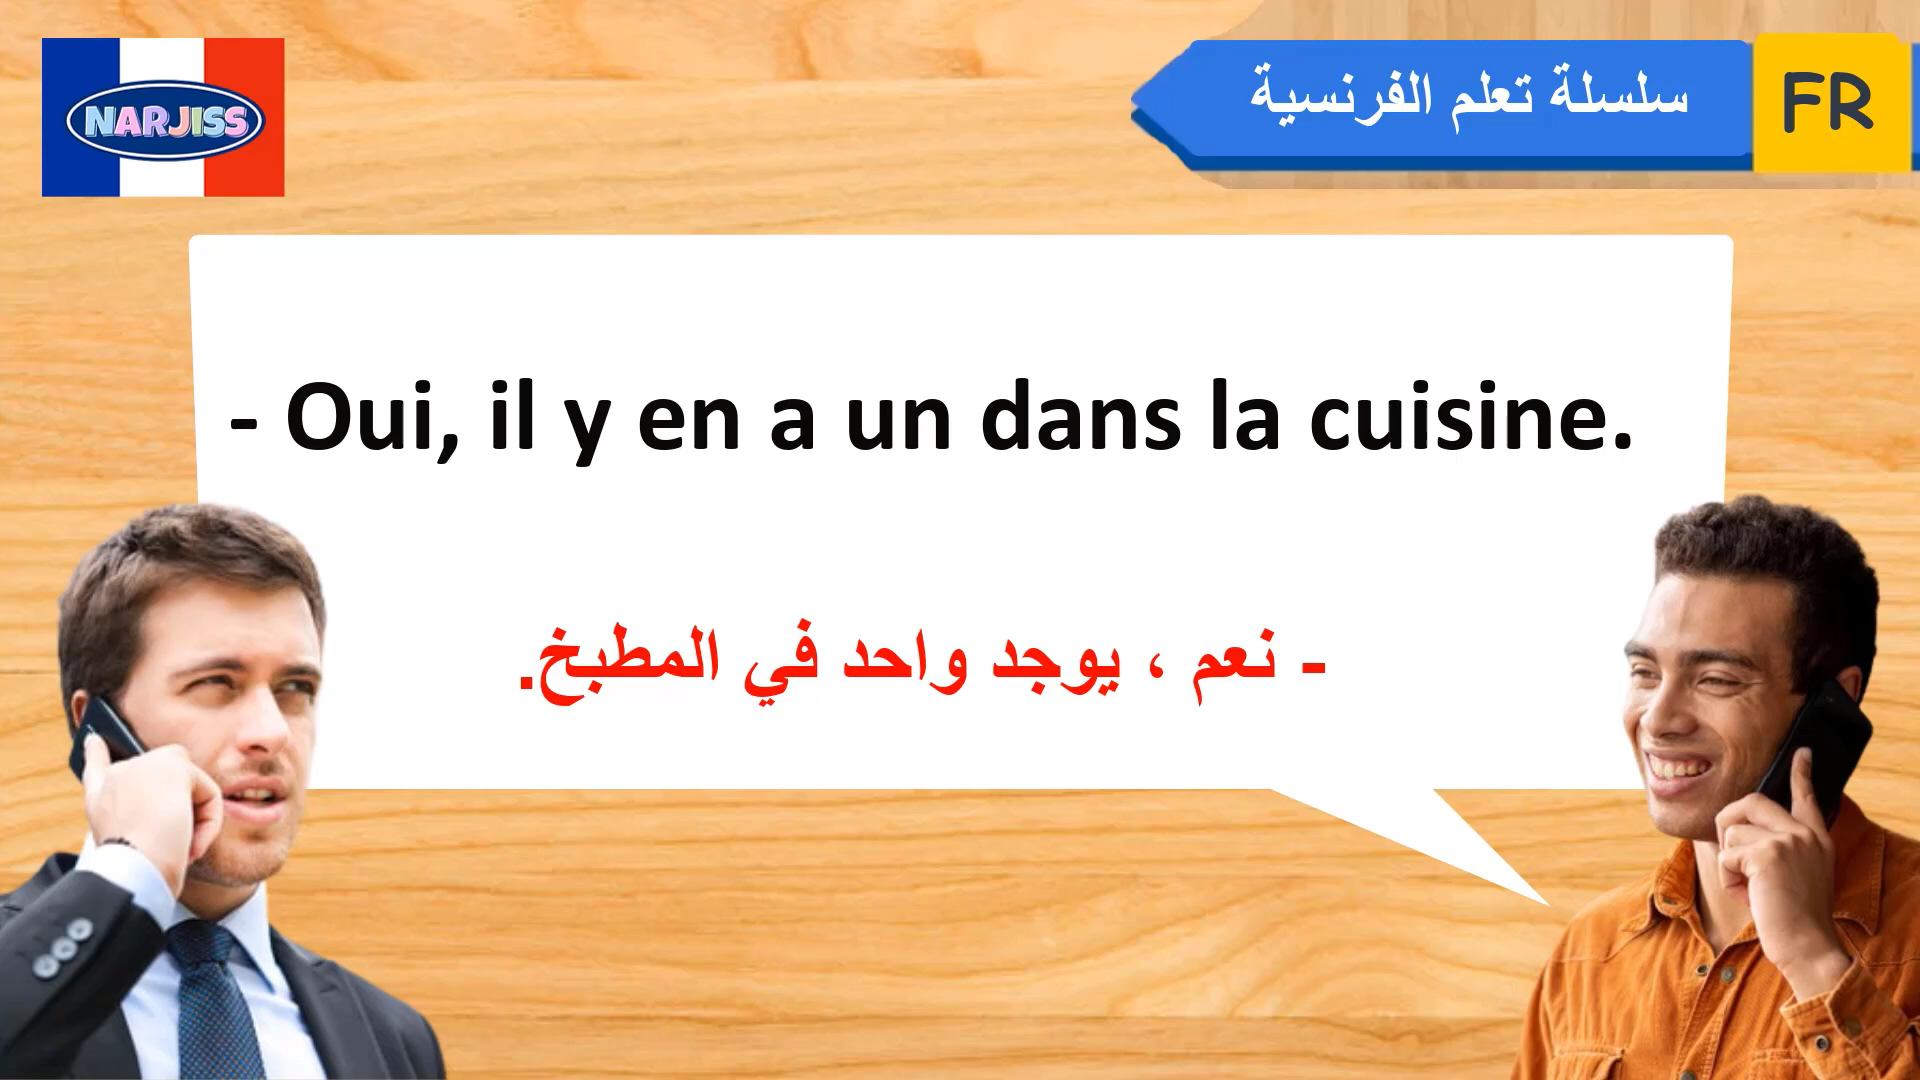 NARJISS
سلسلة تعلم الفرنسية
FR
- Oui, il y en a un dans la cuisine.
- نعم ، يوجد واحد في المطبخ.